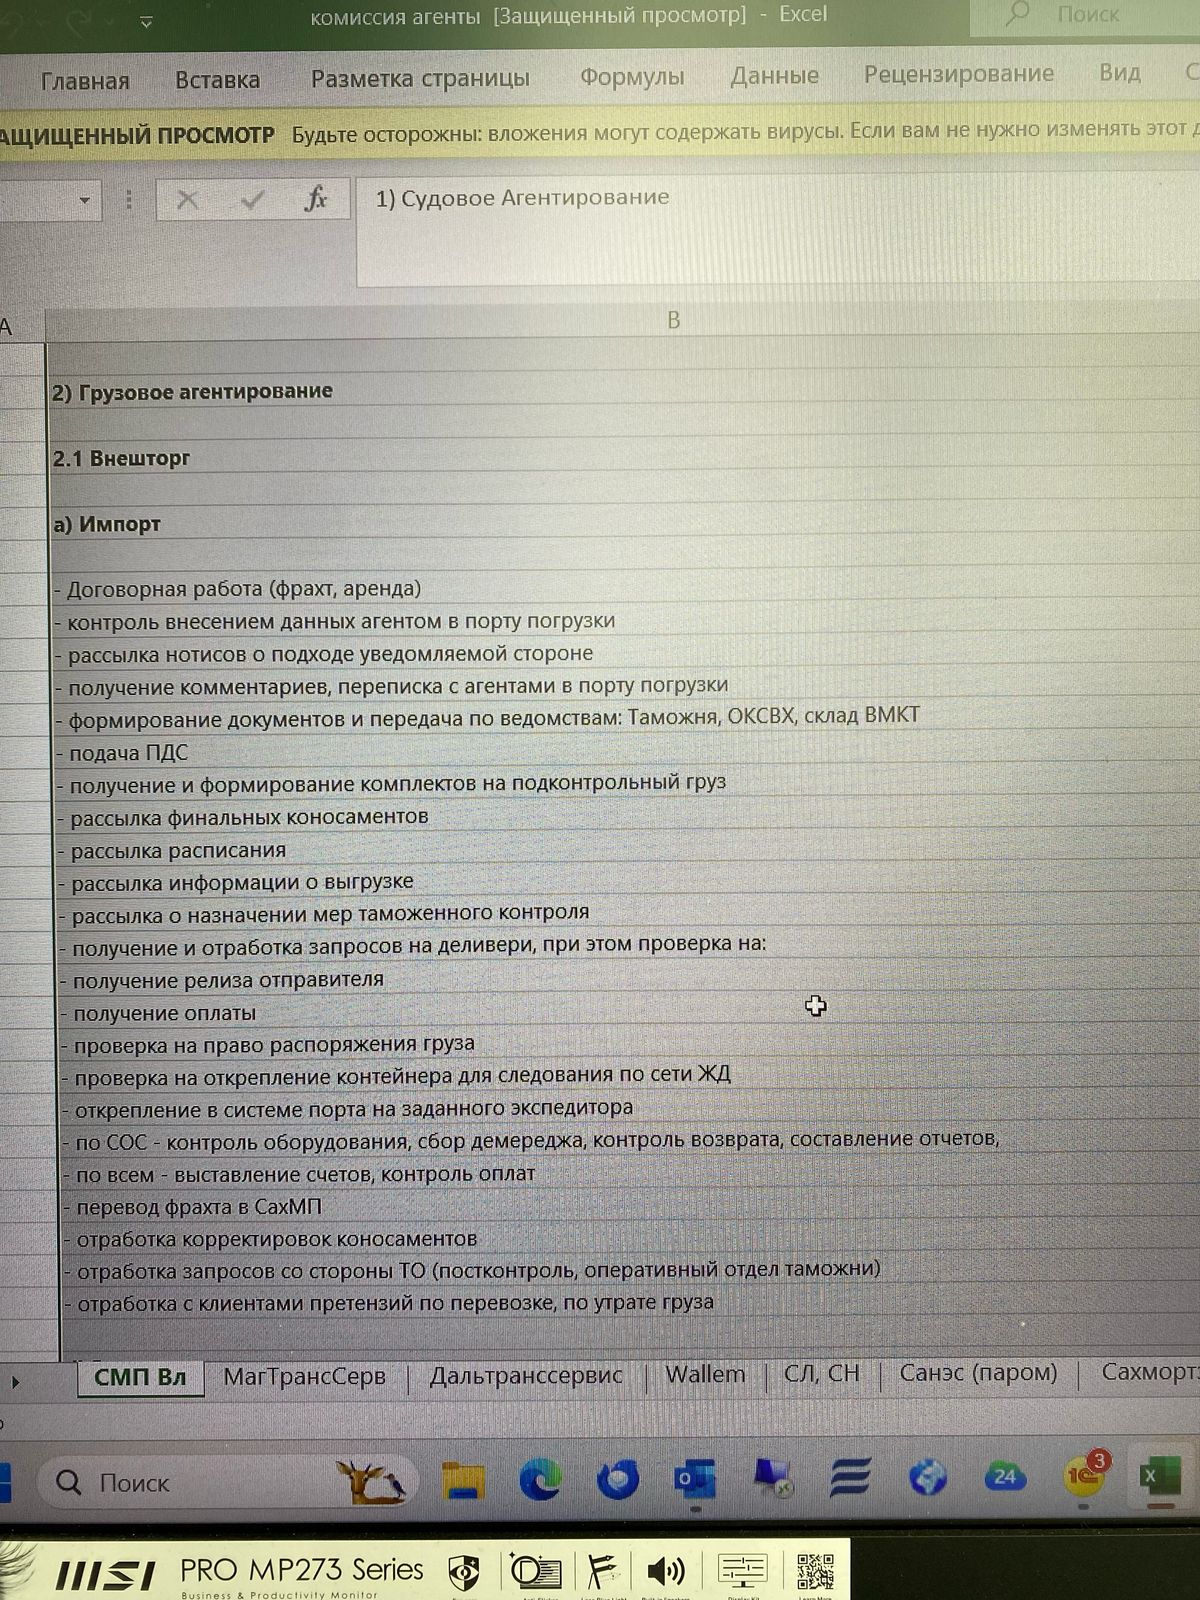 комиссия агенты [Защищенный просмотр] - Excel
Поиск
Главная Вставка Разметка страницы Формулы Данные Рецензирование Вид
АЩИЩЕННЫЙ ПРОСМОТР Будьте осторожны: вложения могут содержать вирусы. Если вам не нужно изменять этот д
fx 1) Судовое Агентирование
A B
2) Грузовое агентирование
2.1 Внешторг
а) Импорт
- Договорная работа (фрахт, аренда)
- контроль внесением данных агентом в порту погрузки
- рассылка нотисов о подходе уведомляемой стороне
- получение комментариев, переписка с агентами в порту погрузки
- формирование документов и передача по ведомствам: Таможня, ОКСВХ, склад ВМКТ
- подача ПДС
- получение и формирование комплектов на подконтрольный груз
- рассылка финальных коносаментов
- рассылка расписания
- рассылка информации о выгрузке
- рассылка о назначении мер таможенного контроля
- получение и отработка запросов на деливери, при этом проверка на:
- получение релиза отправителя
- получение оплаты
- проверка на право распоряжения груза
- проверка на открепление контейнера для следования по сети ЖД
- открепление в системе порта на заданного экспедитора
- по СОС - контроль оборудования, сбор демереджа, контроль возврата, составление отчетов,
- по всем - выставление счетов, контроль оплат
- перевод фрахта в СахМП
- отработка корректировок коносаментов
- отработка запросов со стороны ТО (постконтроль, оперативный отдел таможни)
- отработка с клиентами претензий по перевозке, по утрате груза
СМП Вл МагТрансСерв Дальтранссервис Wallem СЛ, СН Санэс (паром) Сахморт
Поиск
24
1С
3
msi PRO MP273 Series
Business & Productivity Monitor